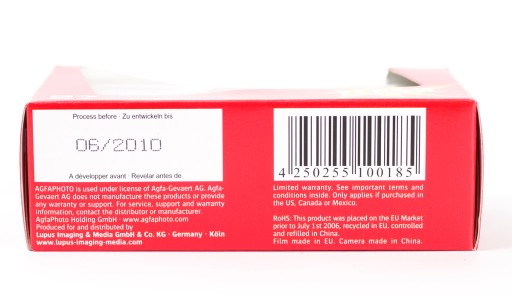 Process before · Zu entwickeln bis
06/2010
A développer avant · Revelar antes de
AGFAPHOTO is used under license of Agfa-Gevaert AG. Agfa-
Gevaert AG does not manufacture these products or provide
any warranty or support. For service, support and warranty
information, contact the distributor or manufacturer.
AgfaPhoto Holding GmbH · www.agfaphoto.com
Produced for and distributed by
Lupus Imaging & Media GmbH & Co. KG · Germany · Köln
www.lupus-imaging-media.com
4 250255 100185
Limited warranty. See important terms and
conditions inside. Only applies if purchased in
the US, Canada or Mexico.
RoHS: This product was placed on the EU Market
prior to July 1st 2006, recycled in EU, controlled
and refilled in China.
Film made in EU. Camera made in China.